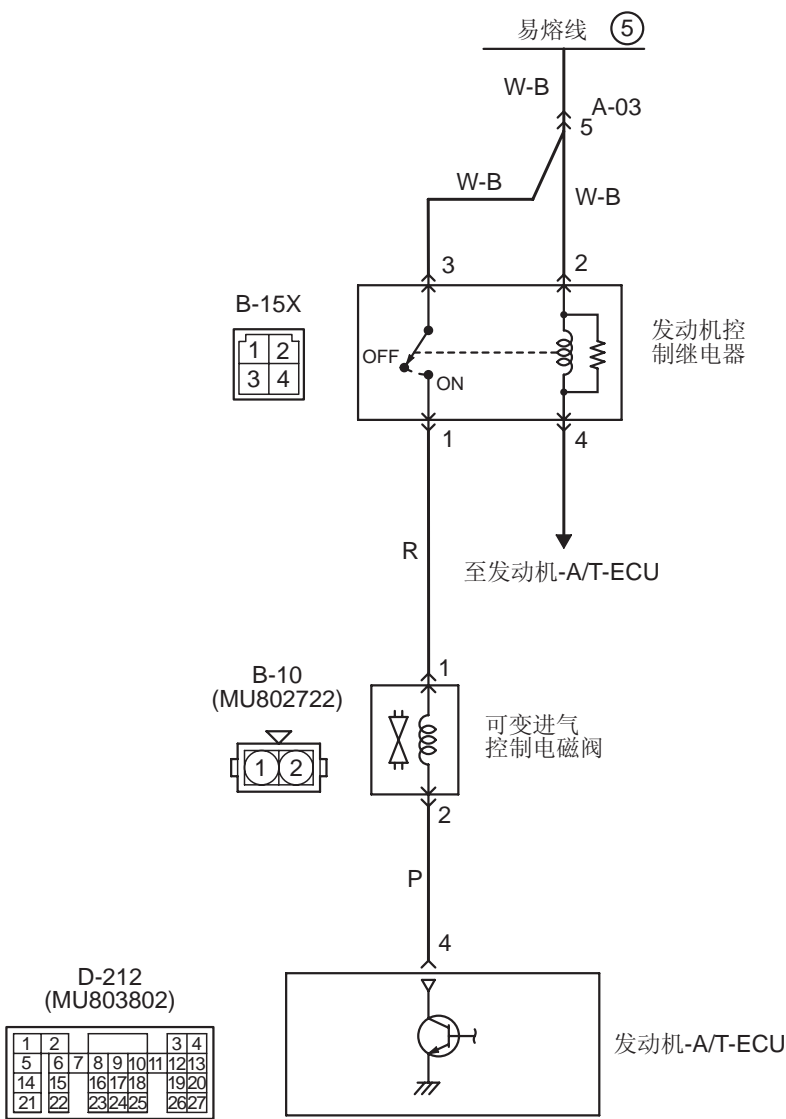 易熔线 ⑤
W-B
A-03
5
W-B
W-B
3
2
B-15X
1 2
3 4
OFF
ON
发动机控
制继电器
1
4
R
至发动机-A/T-ECU
1
B-10
(MU802722)
1 2
可变进气
控制电磁阀
2
P
4
D-212
(MU803802)
1 2 3 4
5 6 7 8 9 10 11 12 13
14 15 16 17 18 19 20
21 22 23 24 25 26 27
发动机-A/T-ECU